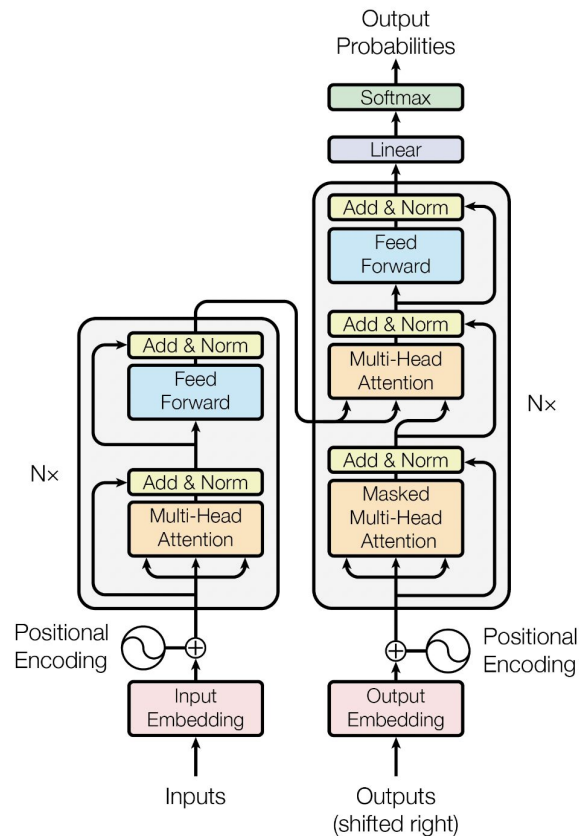 Output
Probabilities
Softmax
Linear
Add & Norm
Feed
Forward
Add & Norm
Multi-Head
Attention
Add & Norm
Masked
Multi-Head
Attention
Nx
Add & Norm
Feed
Forward
Add & Norm
Multi-Head
Attention
Nx
Positional
Encoding
Positional
Encoding
Input
Embedding
Output
Embedding
Inputs
Outputs
(shifted right)